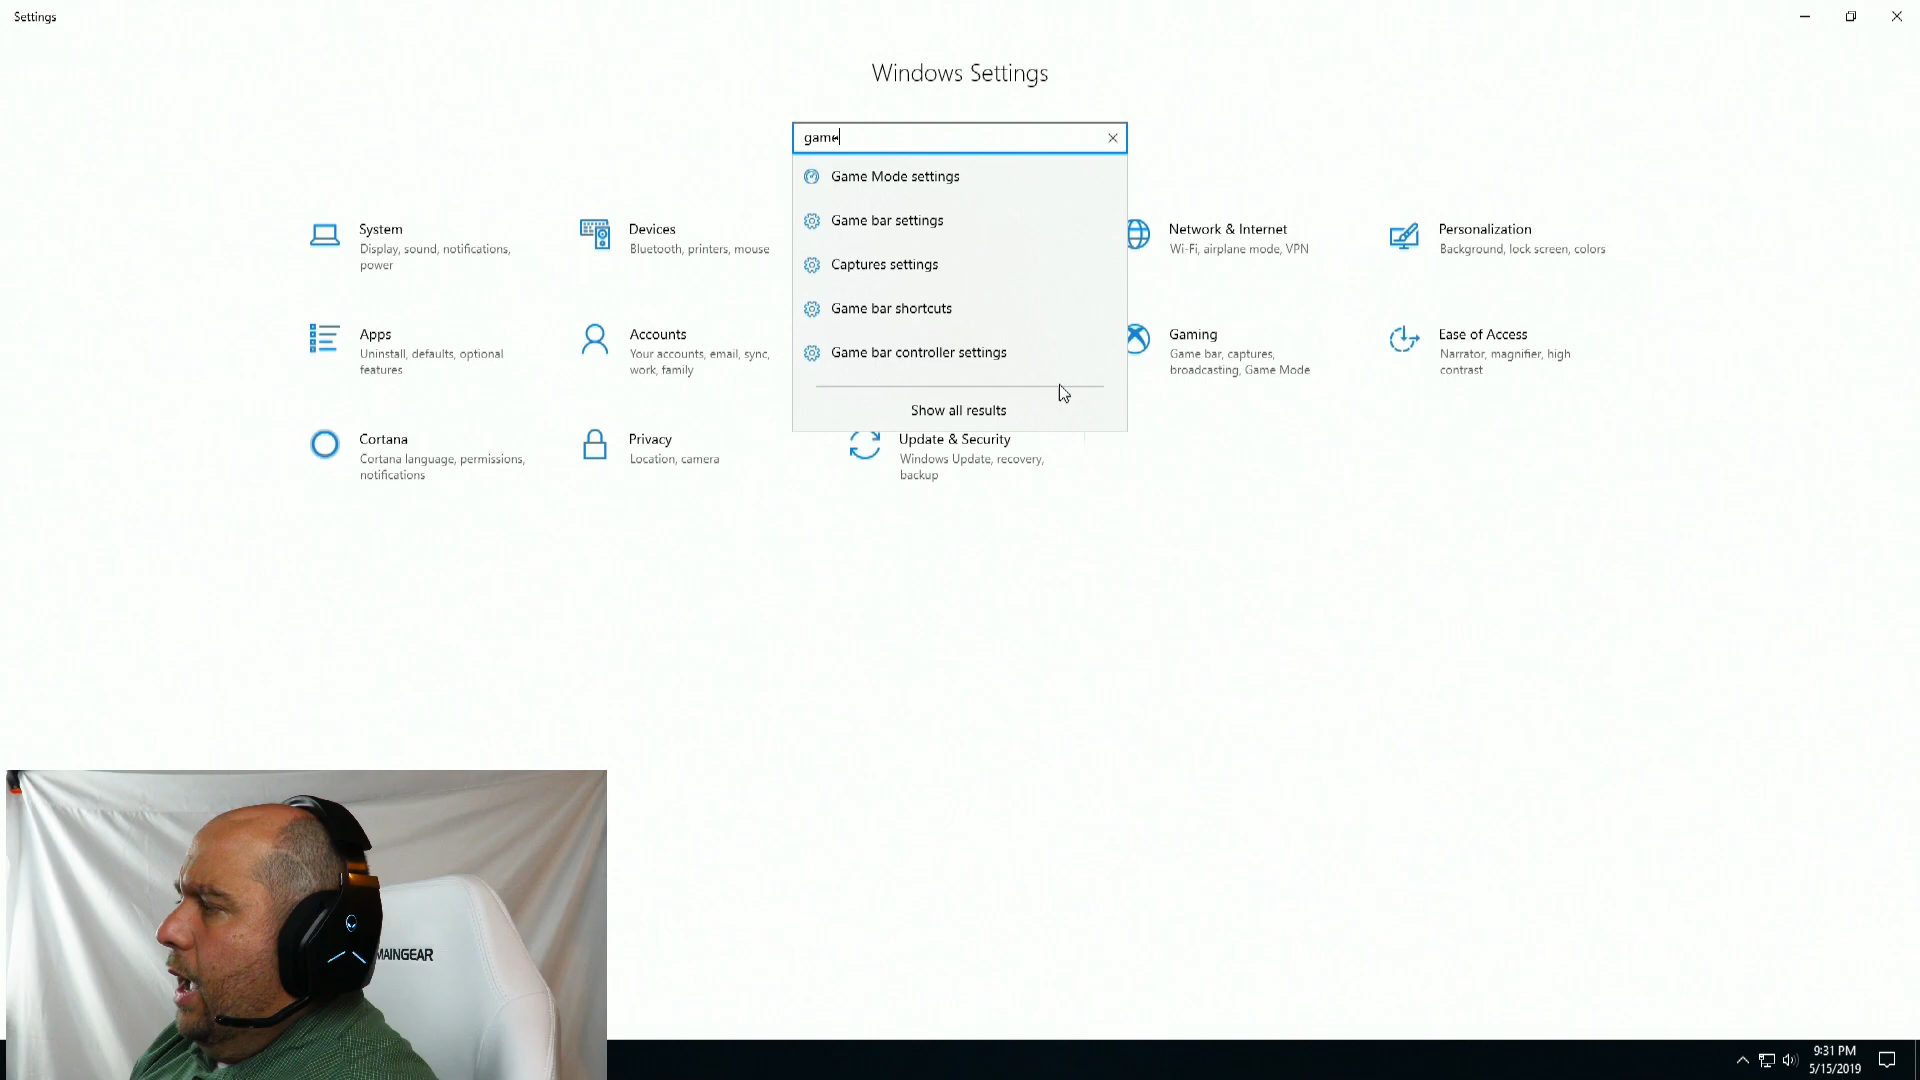 Settings
Windows Settings
game
Game Mode settings
Game bar settings
Captures settings
Game bar shortcuts
Game bar controller settings
Show all results
System
Display, sound, notifications,
power
Devices
Bluetooth, printers, mouse
Network & Internet
Wi-Fi, airplane mode, VPN
Personalization
Background, lock screen, colors
Apps
Uninstall, defaults, optional
features
Accounts
Your accounts, email, sync,
work, family
Gaming
Game bar, captures,
broadcasting, Game Mode
Ease of Access
Narrator, magnifier, high
contrast
Cortana
Cortana language, permissions,
notifications
Privacy
Location, camera
Update & Security
Windows Update, recovery,
backup
MAINGEAR
9:31 PM
5/15/2019